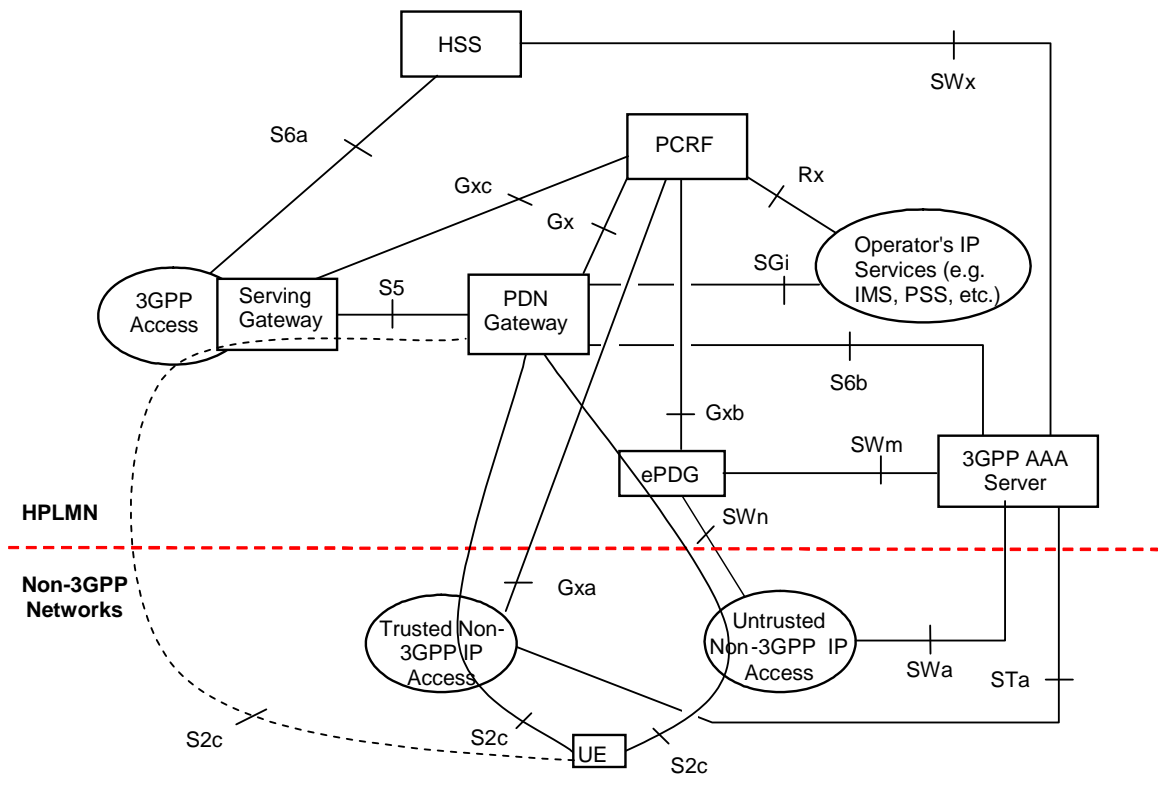 HSS
SWx
S6a
PCRF
Rx
Gxc
Gx
Operator's IP
Services (e.g.
IMS, PSS, etc.)
SGi
3GPP
Access
Serving
Gateway
S5
PDN
Gateway
S6b
Gxb
SWm
3GPP AAA
Server
ePDG
HPLMN
SWn
Non-3GPP
Networks
Gxa
Trusted Non-
3GPP IP
Access
Untrusted
Non-3GPP IP
Access
SWa
STa
S2c
S2c
UE
S2c